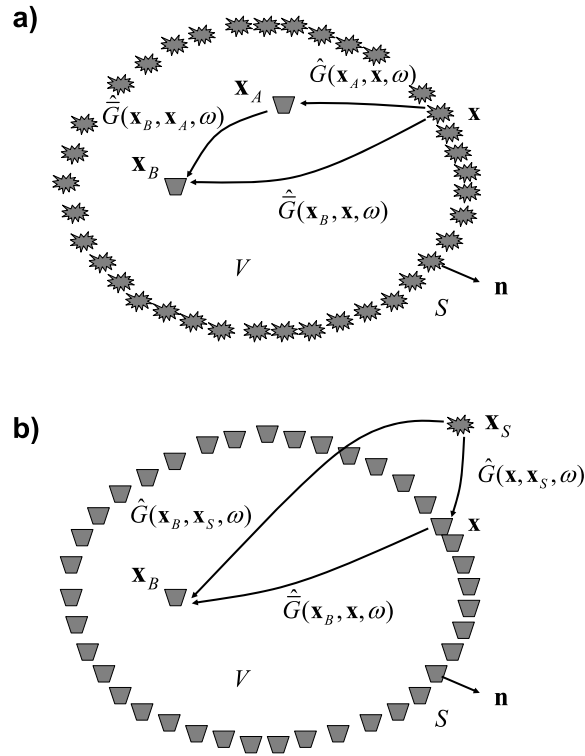 a)
𝐱_A
Ĝ(𝐱_A, 𝐱, ω)
𝐱
Ĝ̄(𝐱_B, 𝐱_A, ω)
𝐱_B
Ĝ̄(𝐱_B, 𝐱, ω)
V
S
𝐧
b)
𝐱_S
Ĝ(𝐱, 𝐱_S, ω)
Ĝ(𝐱_B, 𝐱_S, ω)
𝐱
𝐱_B
Ĝ̄(𝐱_B, 𝐱, ω)
V
S
𝐧